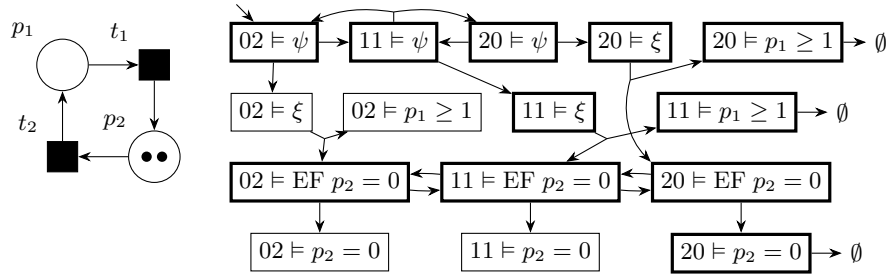 p₁ t₁
t₂ p₂
02 ⊨ ψ 11 ⊨ ψ 20 ⊨ ψ 20 ⊨ ξ 20 ⊨ p₁ ≥ 1 ∅
02 ⊨ ξ 02 ⊨ p₁ ≥ 1 11 ⊨ ξ 11 ⊨ p₁ ≥ 1 ∅
02 ⊨ EF p₂ = 0 11 ⊨ EF p₂ = 0 20 ⊨ EF p₂ = 0
02 ⊨ p₂ = 0 11 ⊨ p₂ = 0 20 ⊨ p₂ = 0 ∅